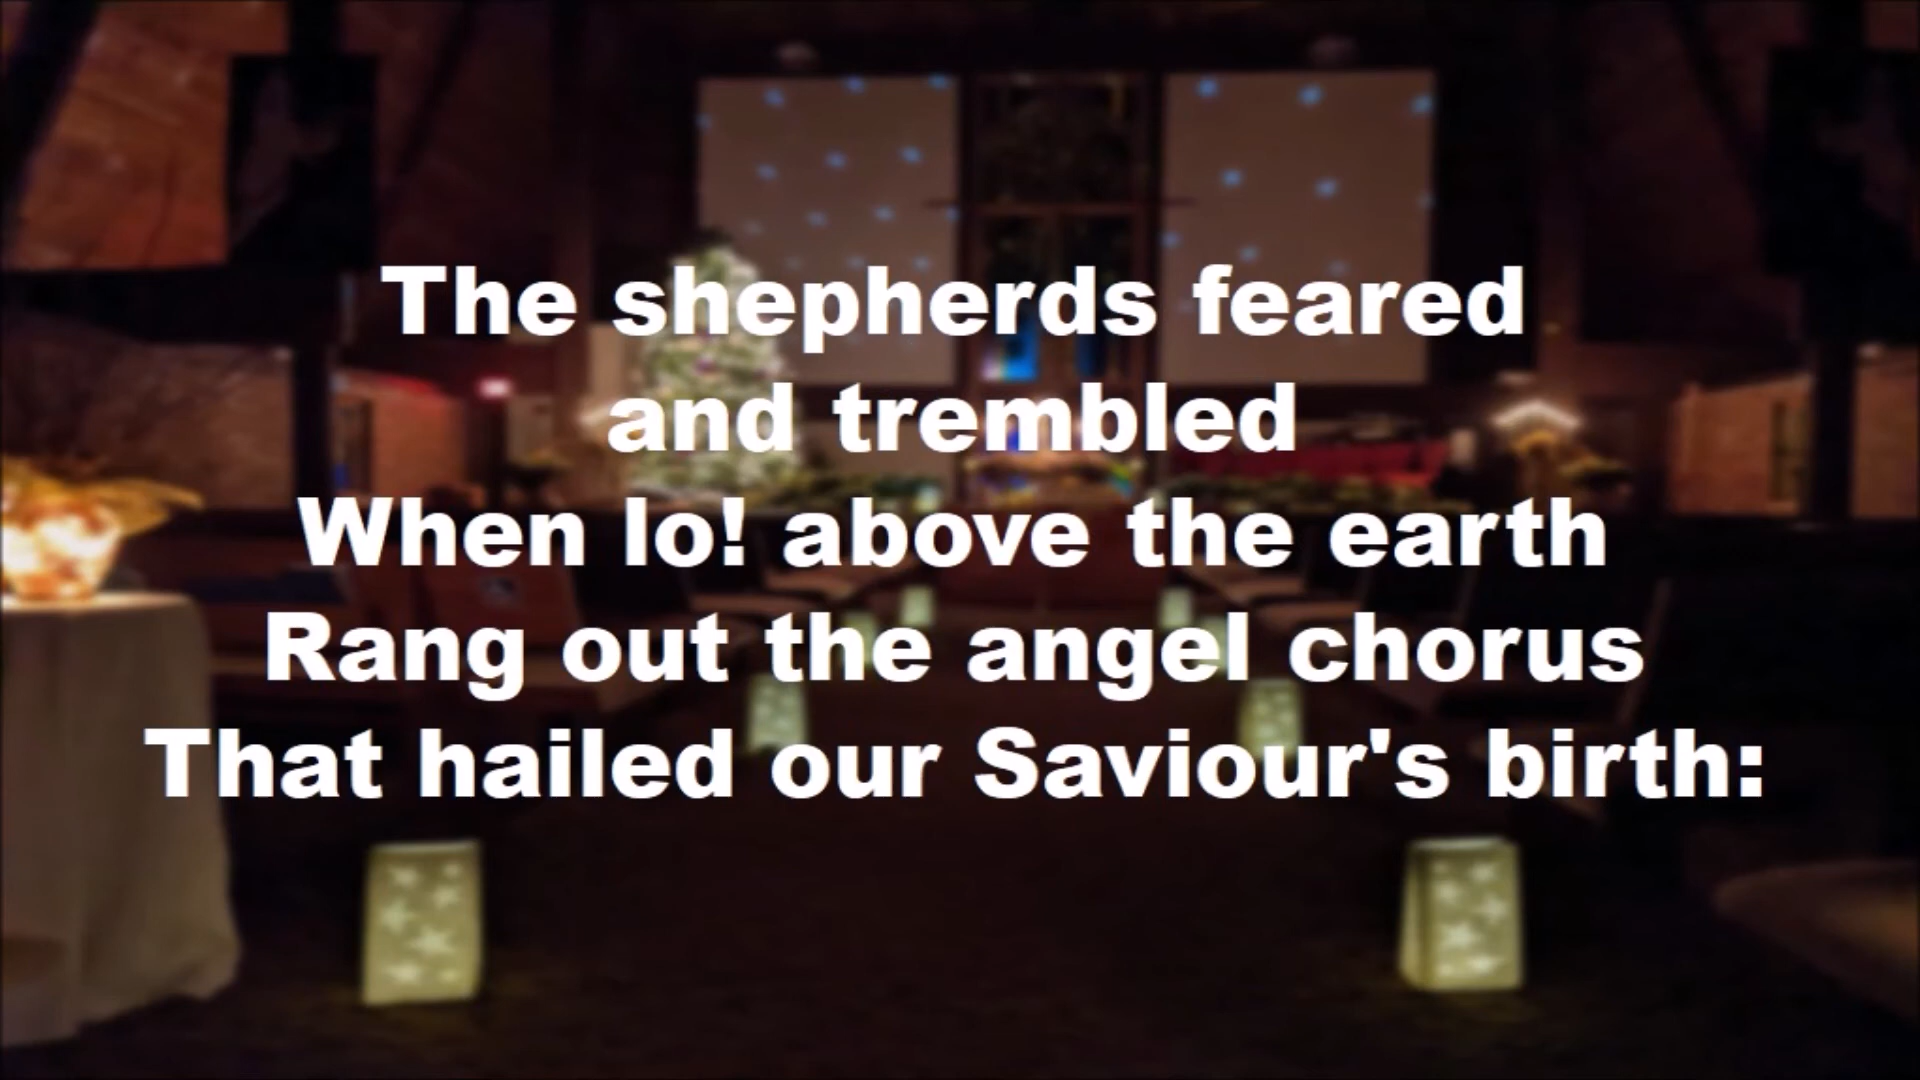 The shepherds feared
and trembled
When lo! above the earth
Rang out the angel chorus
That hailed our Saviour's birth: